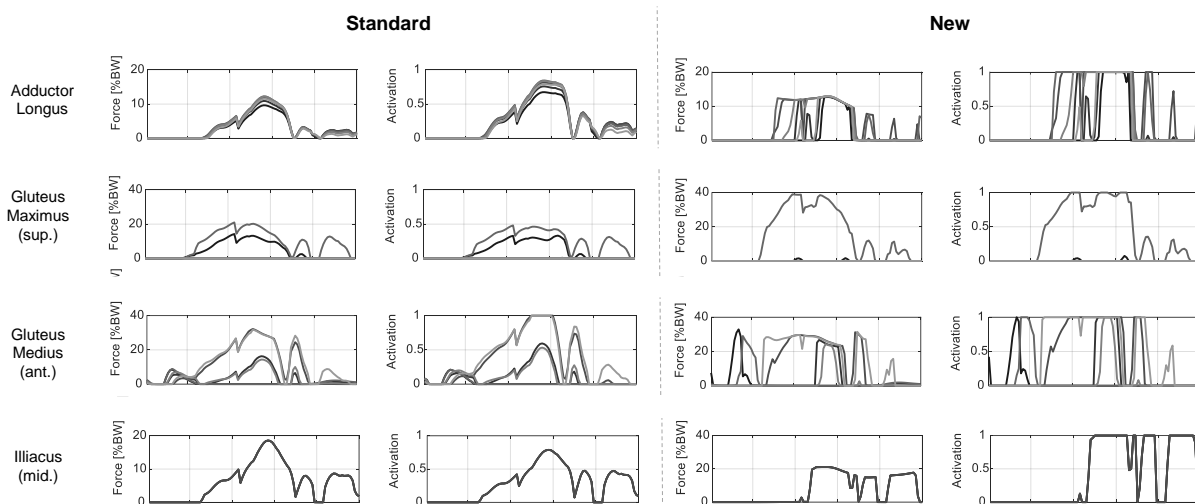 Standard
New
Adductor
Longus
Force [%BW]
20
10
0
Activation
1
0.5
0
Force [%BW]
20
10
0
Activation
1
0.5
0
Gluteus
Maximus
(sup.)
Force [%BW]
40
20
0
Activation
1
0.5
0
Force [%BW]
40
20
0
Activation
1
0.5
0
Gluteus
Medius
(ant.)
Force [%BW]
40
20
0
Activation
1
0.5
0
Force [%BW]
40
20
0
Activation
1
0.5
0
Illiacus
(mid.)
Force [%BW]
20
10
0
Activation
1
0.5
0
Force [%BW]
40
20
0
Activation
1
0.5
0